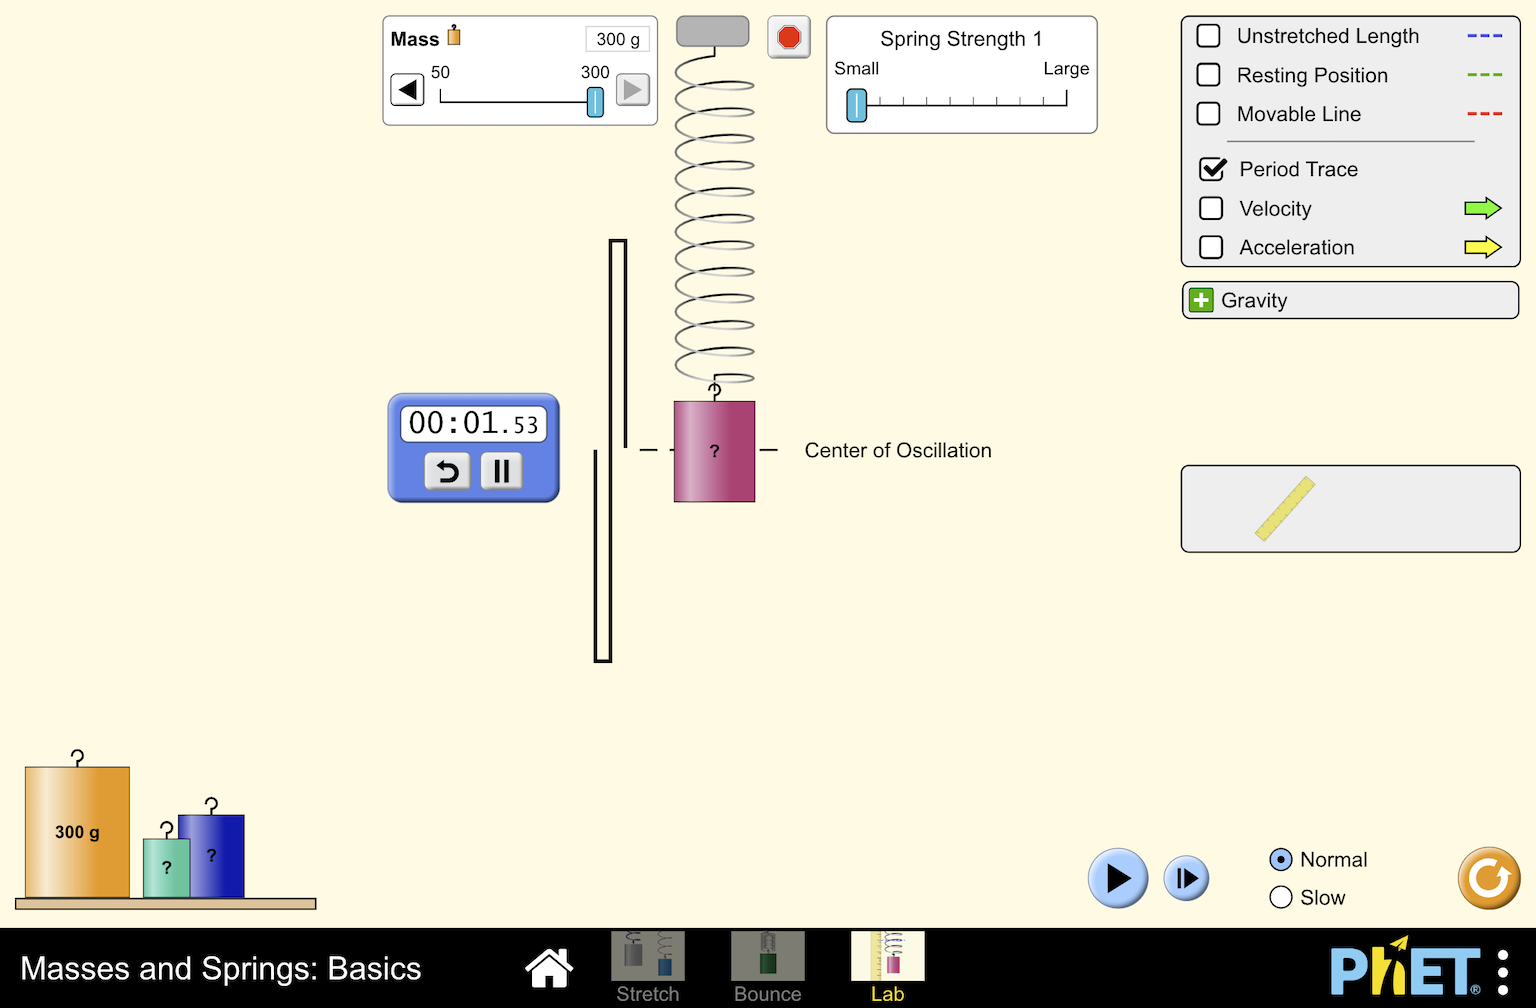 Mass
300 g
50
300
Spring Strength 1
Small
Large
Unstretched Length
Resting Position
Movable Line
Period Trace
Velocity
Acceleration
Gravity
00:01.53
?
Center of Oscillation
300 g
?
?
Normal
Slow
Masses and Springs: Basics
Stretch
Bounce
Lab
PhET®